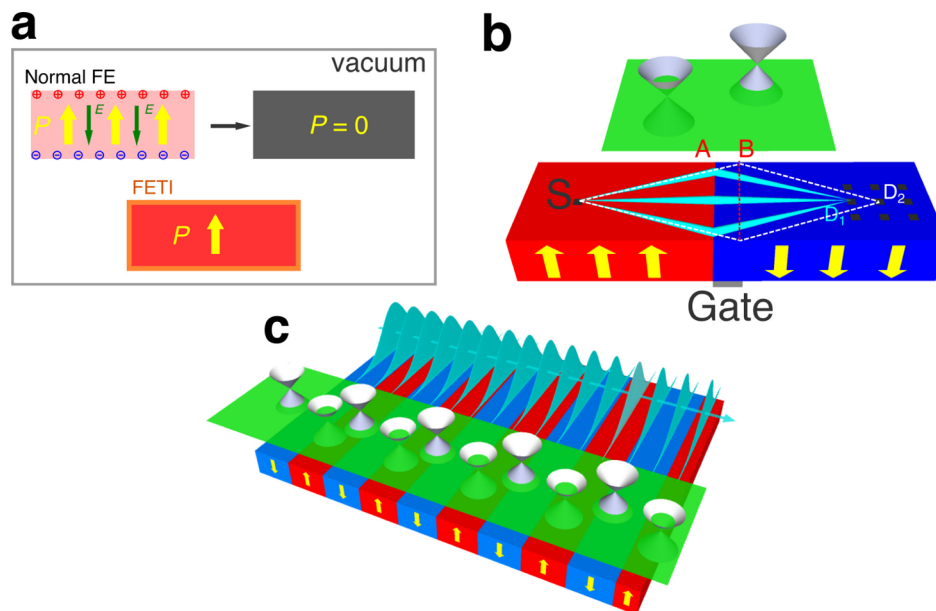 a
vacuum
Normal FE
⊕ ⊕ ⊕ ⊕ ⊕ ⊕ ⊕ ⊕
P E E
P = 0
⊖ ⊖ ⊖ ⊖ ⊖ ⊖ ⊖ ⊖
FETI
P
b
A B
S
D₂
D₁
Gate
c